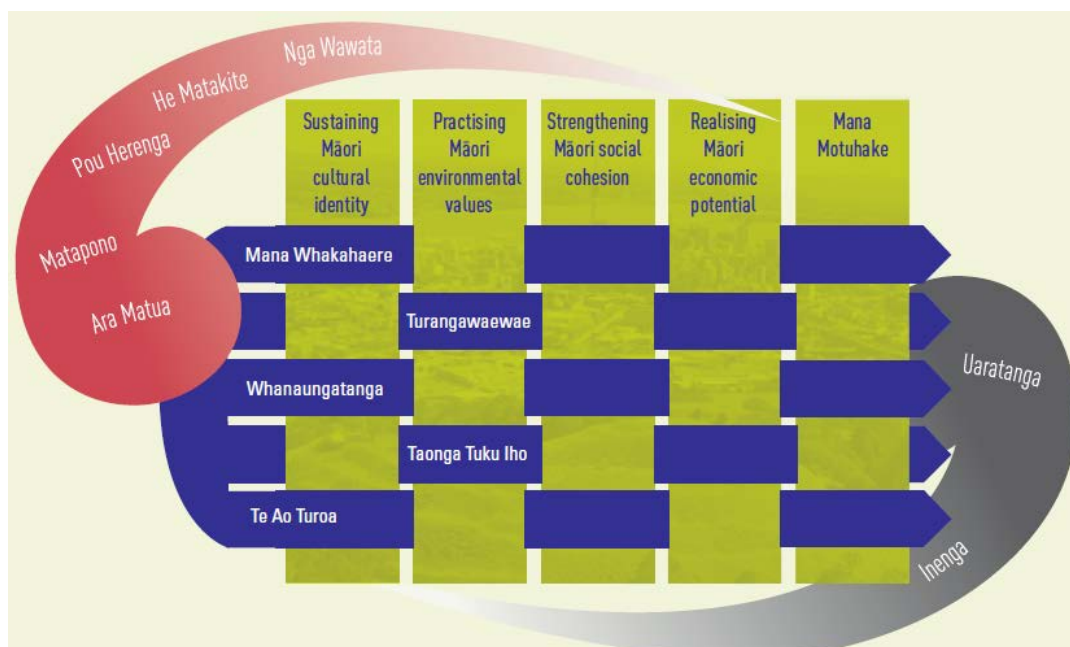 Nga Wawata
He Matakite
Pou Herenga
Matapono
Ara Matua
Sustaining
Māori
cultural
identity
Practising
Māori
environmental
values
Strengthening
Māori social
cohesion
Realising
Māori
economic
potential
Mana
Motuhake
Mana Whakahaere
Turangawaewae
Whanaungatanga
Taonga Tuku Iho
Te Ao Turoa
Uaratanga
Inenga